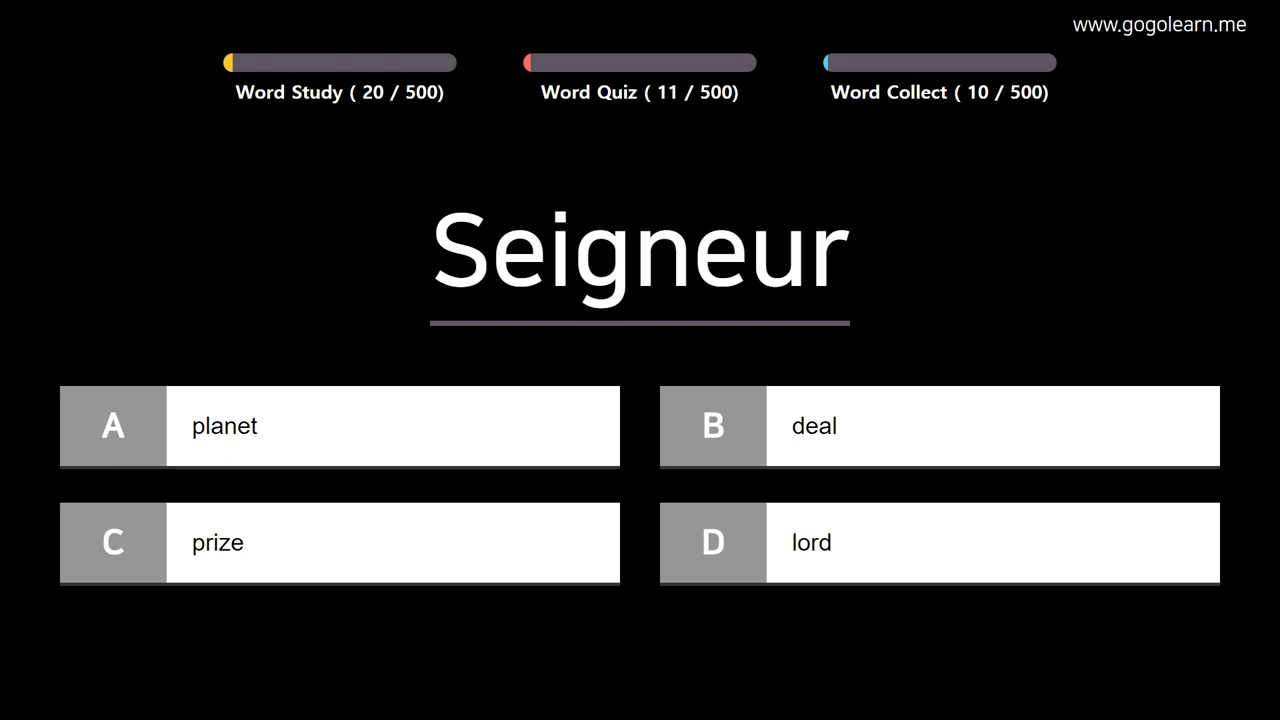 www.gogolearn.me
Word Study ( 20 / 500)
Word Quiz ( 11 / 500)
Word Collect ( 10 / 500)
Seigneur
A planet
B deal
C prize
D lord